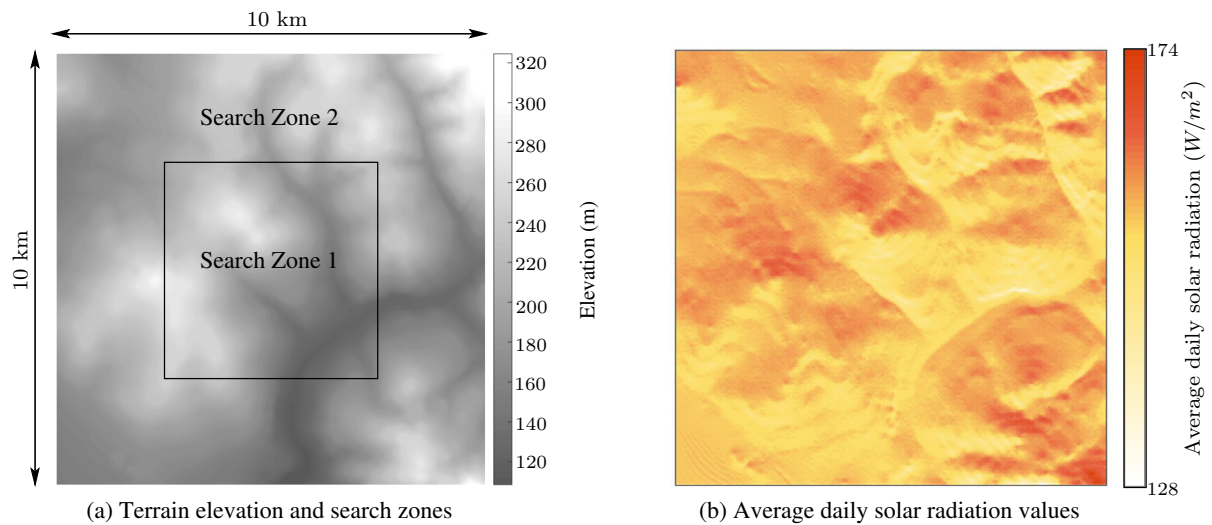 10 km
10 km
Search Zone 2
Search Zone 1
320
300
280
260
240
220
200
180
160
140
120
Elevation (m)
(a) Terrain elevation and search zones
174
128
Average daily solar radiation (W/m²)
(b) Average daily solar radiation values